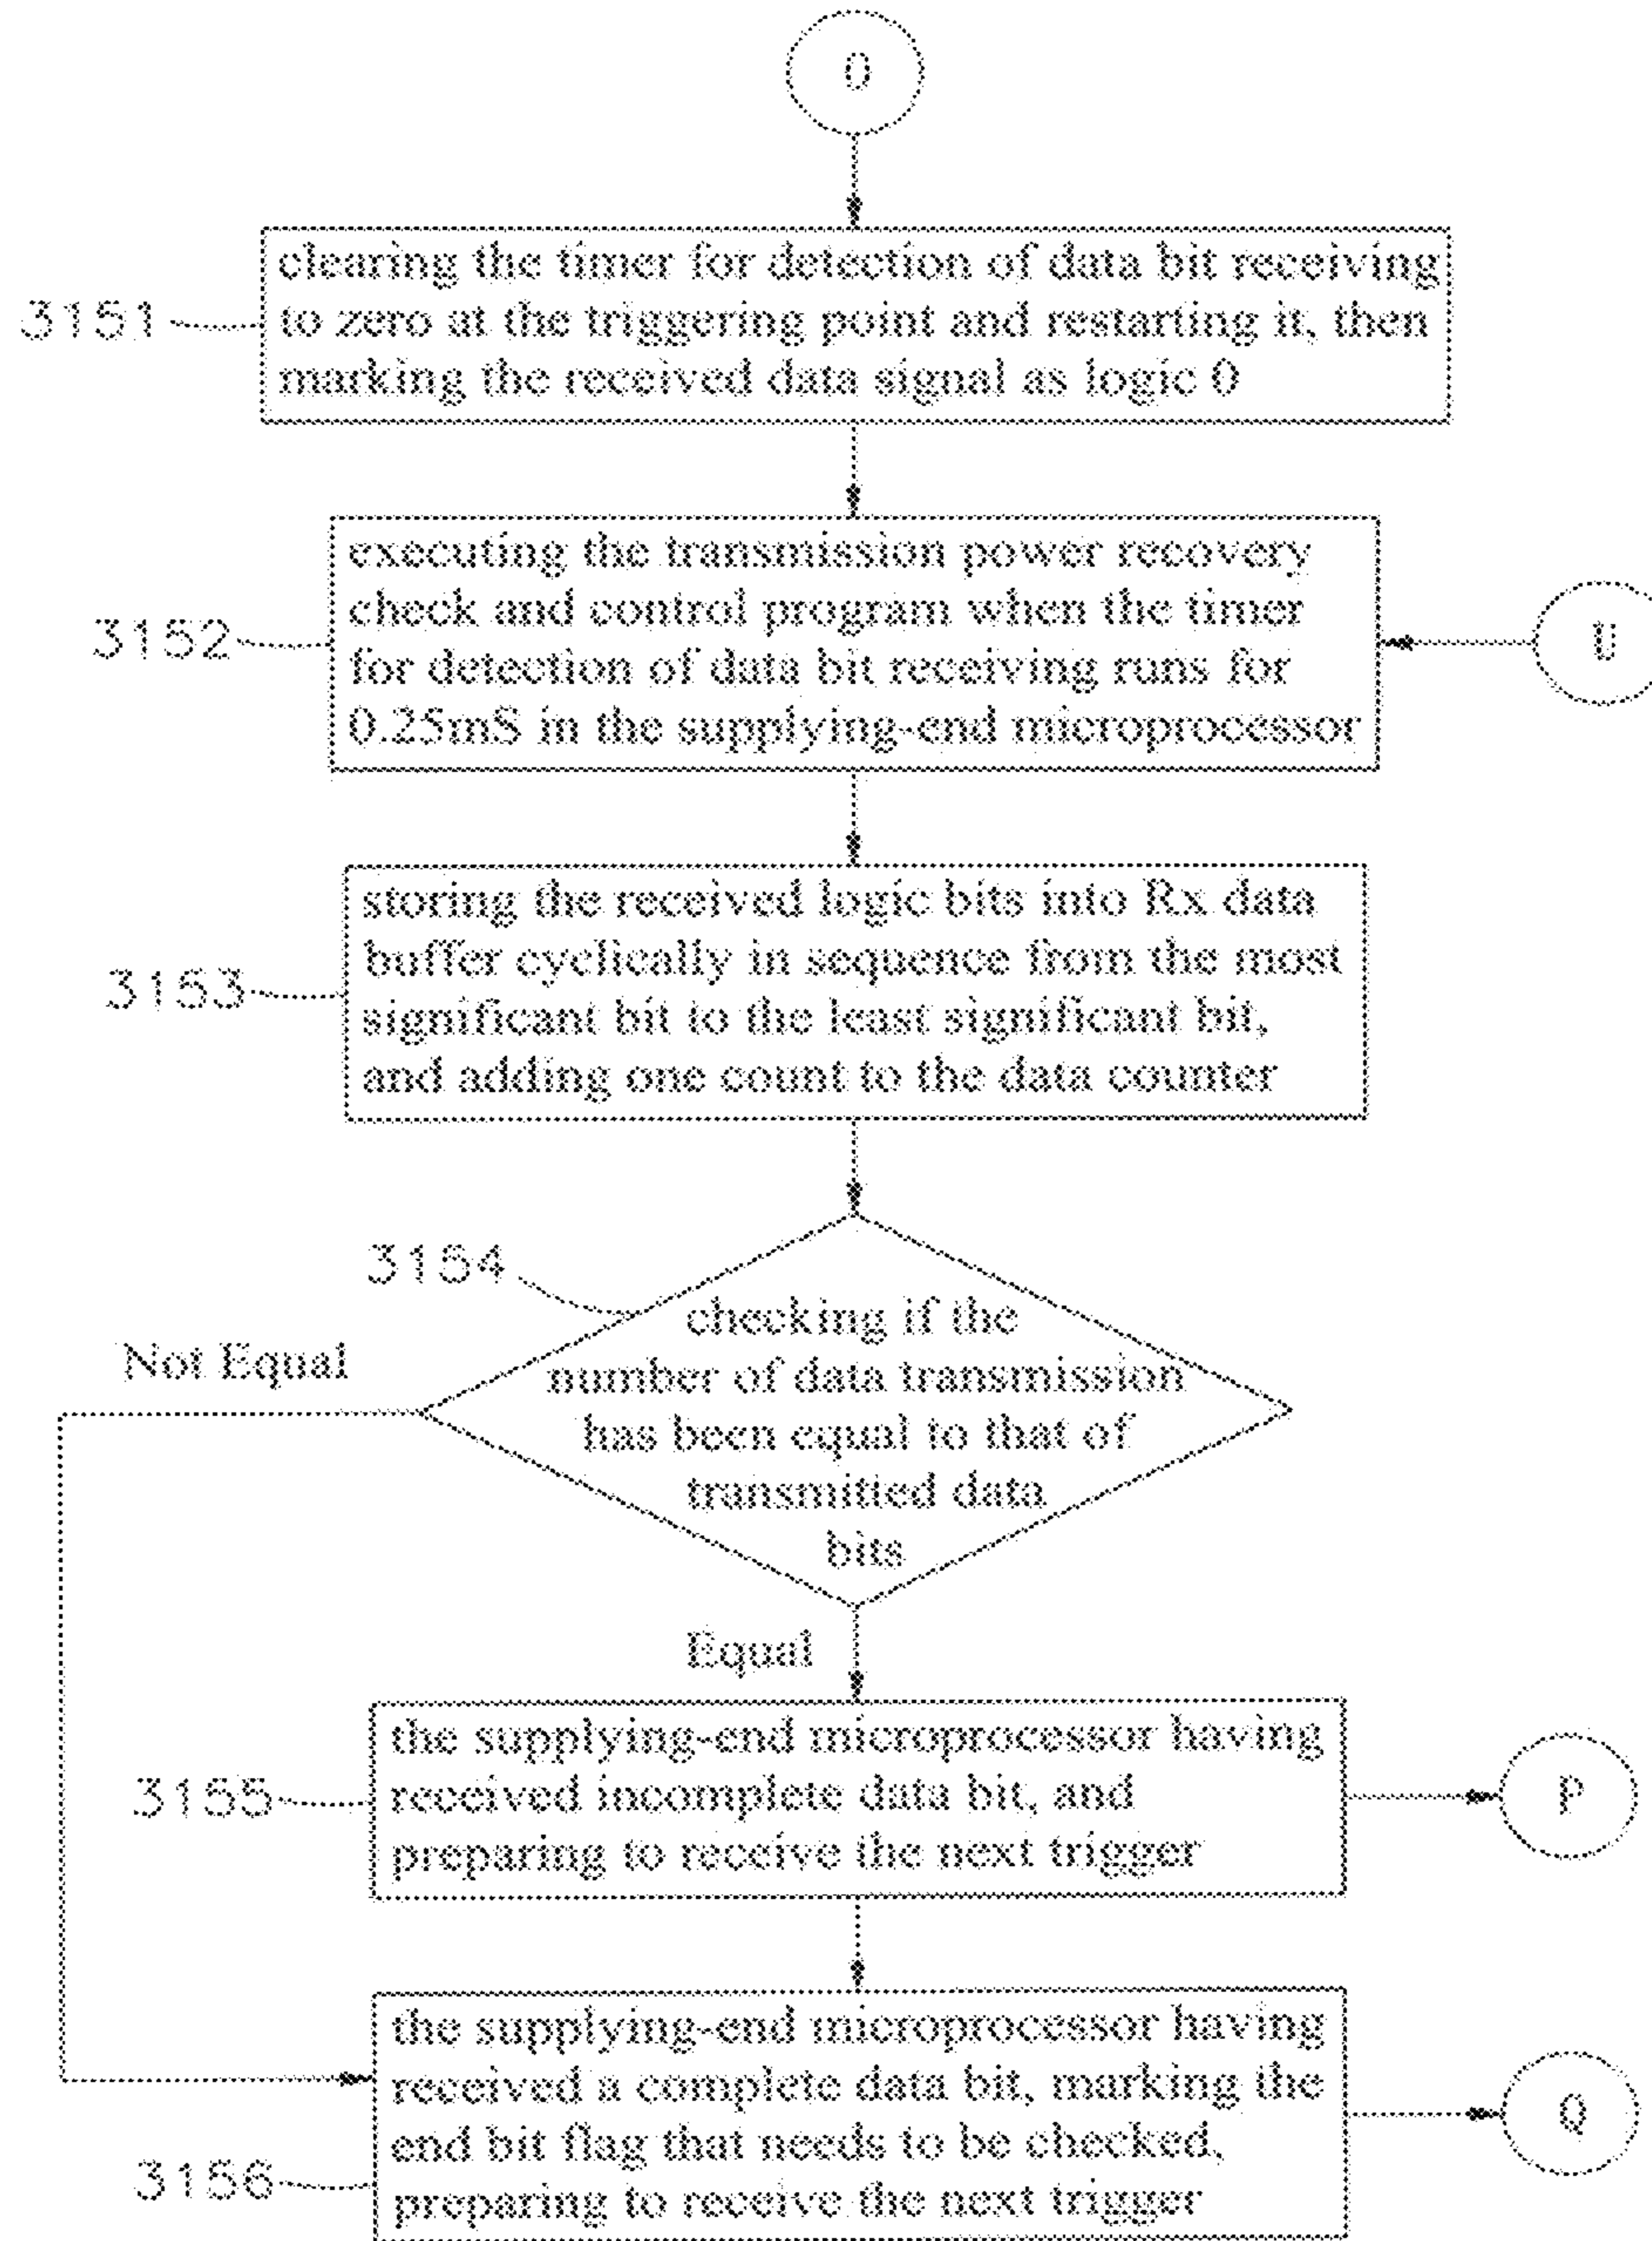 O
clearing the timer for detection of data bit receiving
to zero at the triggering point and restarting it, then
marking the received data signal as logic 0
3151
executing the transmission power recovery
check and control program when the timer
for detection of data bit receiving runs for
0.25mS in the supplying-end microprocessor
3152
U
storing the received logic bits into Rx data
buffer cyclically in sequence from the most
significant bit to the least significant bit,
and adding one count to the data counter
3153
3154
checking if the
number of data transmission
has been equal to that of
transmitted data
bits
Not Equal
Equal
the supplying-end microprocessor having
received incomplete data bit, and
preparing to receive the next trigger
3155
P
the supplying-end microprocessor having
received a complete data bit, marking the
end bit flag that needs to be checked,
preparing to receive the next trigger
3156
Q